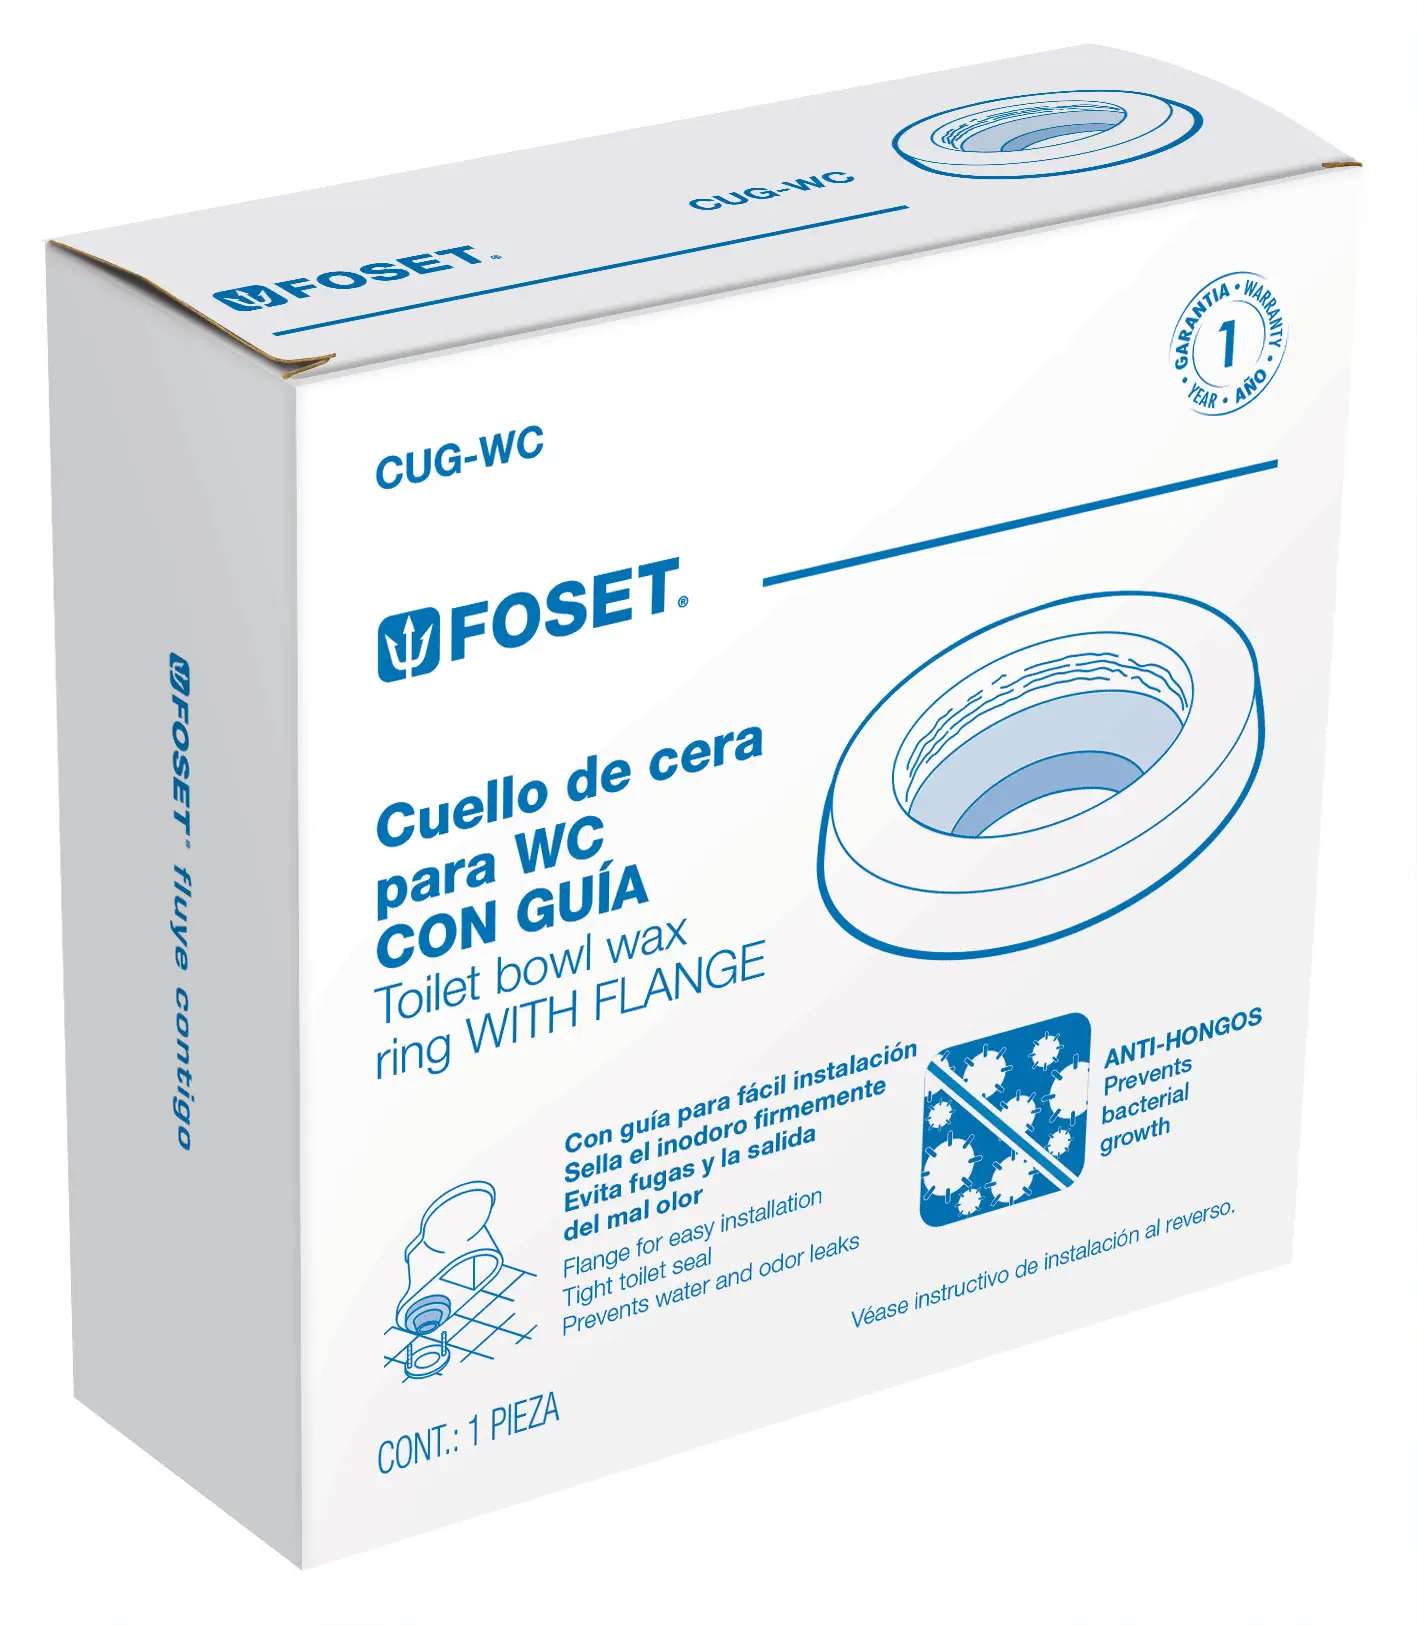 FOSET®
CUG-WC
GARANTIA • WARRANTY •
1
YEAR • AÑO •
CUG-WC
FOSET®
Cuello de cera
para WC
CON GUÍA
Toilet bowl wax
ring WITH FLANGE
Con guía para fácil instalación
Sella el inodoro firmemente
Evita fugas y la salida
del mal olor
Flange for easy installation
Tight toilet seal
Prevents water and odor leaks
ANTI-HONGOS
Prevents
bacterial
growth
Véase instructivo de instalación al reverso.
CONT.: 1 PIEZA
FOSET® fluye contigo